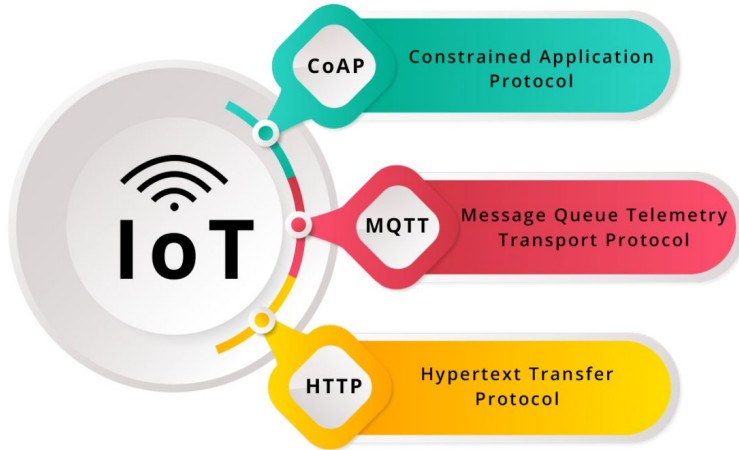 IoT
CoAP
Constrained Application
Protocol
MQTT
Message Queue Telemetry
Transport Protocol
HTTP
Hypertext Transfer
Protocol